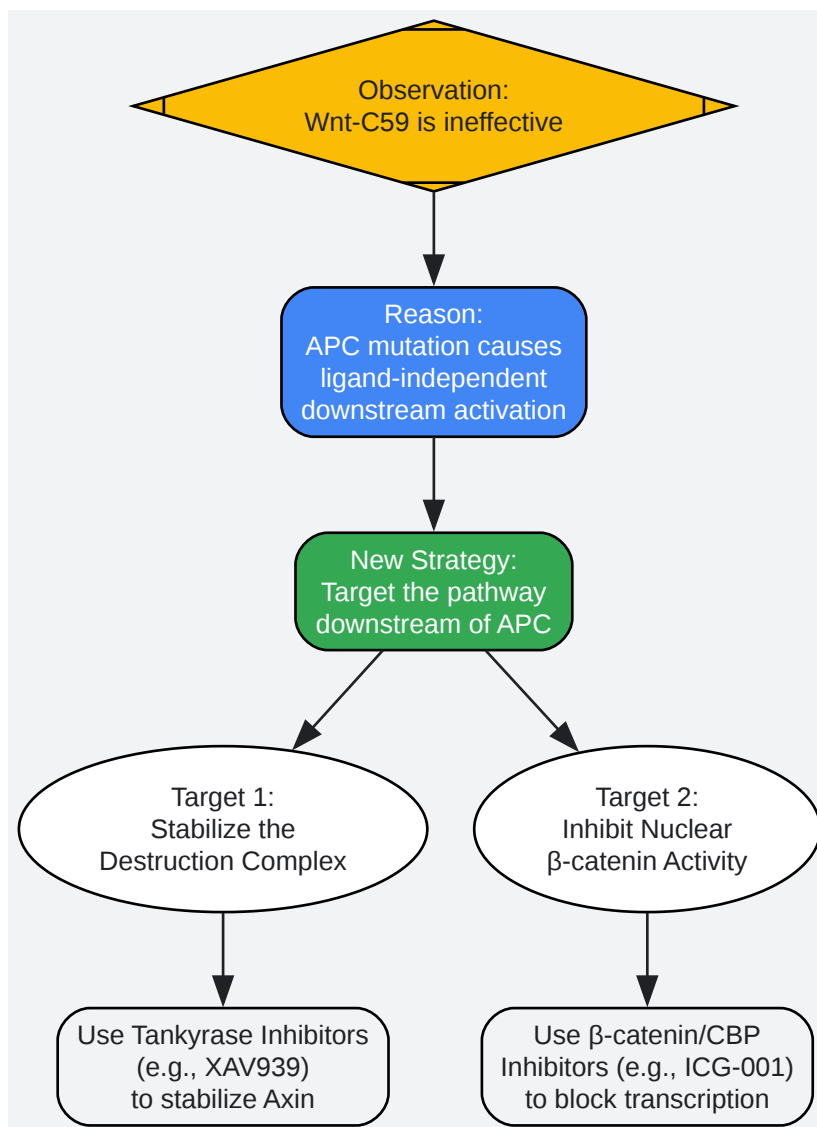 Observation:
Wnt-C59 is ineffective
Reason:
APC mutation causes
ligand-independent
downstream activation
New Strategy:
Target the pathway
downstream of APC
Target 1:
Stabilize the
Destruction Complex
Target 2:
Inhibit Nuclear
β-catenin Activity
Use Tankyrase Inhibitors
(e.g., XAV939)
to stabilize Axin
Use β-catenin/CBP
Inhibitors (e.g., ICG-001)
to block transcription